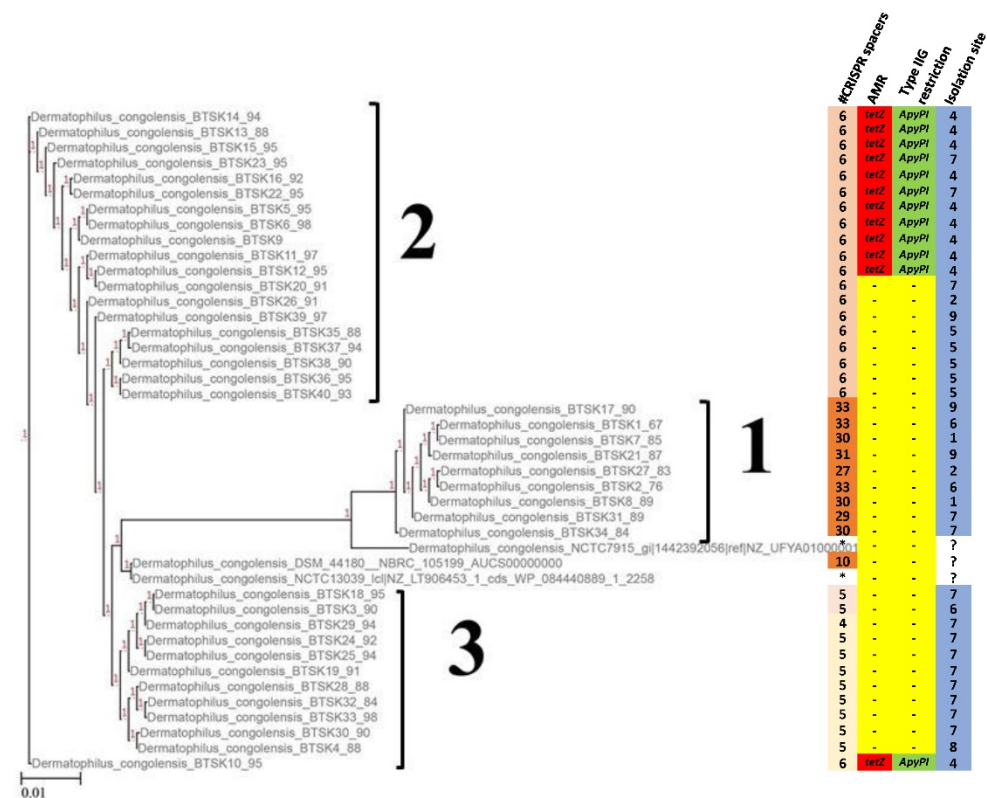 #CRISPR spacers
AMR
Type IIG
restriction
Isolation site
Dermatophilus_congolensis_BTSK14_94 6 tetZ ApyPI 4
Dermatophilus_congolensis_BTSK13_88 6 tetZ ApyPI 4
Dermatophilus_congolensis_BTSK15_95 6 tetZ ApyPI 4
Dermatophilus_congolensis_BTSK23_95 6 tetZ ApyPI 7
Dermatophilus_congolensis_BTSK16_92 6 tetZ ApyPI 4
Dermatophilus_congolensis_BTSK22_95 6 tetZ ApyPI 7
Dermatophilus_congolensis_BTSK5_95 6 tetZ ApyPI 4
Dermatophilus_congolensis_BTSK6_98 6 tetZ ApyPI 4
Dermatophilus_congolensis_BTSK9 6 tetZ ApyPI 4
2
Dermatophilus_congolensis_BTSK11_97 6 tetZ ApyPI 4
Dermatophilus_congolensis_BTSK12_95 6 tetZ ApyPI 4
Dermatophilus_congolensis_BTSK20_91 6 - - 7
Dermatophilus_congolensis_BTSK26_91 6 - - 2
Dermatophilus_congolensis_BTSK39_97 6 - - 9
Dermatophilus_congolensis_BTSK35_88 6 - - 5
Dermatophilus_congolensis_BTSK37_94 6 - - 5
Dermatophilus_congolensis_BTSK38_90 6 - - 5
Dermatophilus_congolensis_BTSK36_95 6 - - 5
Dermatophilus_congolensis_BTSK40_93 6 - - 5
Dermatophilus_congolensis_BTSK17_90 33 - - 9
Dermatophilus_congolensis_BTSK1_67 33 - - 6
Dermatophilus_congolensis_BTSK7_85 30 - - 1
1
Dermatophilus_congolensis_BTSK21_87 31 - - 9
Dermatophilus_congolensis_BTSK27_83 27 - - 2
Dermatophilus_congolensis_BTSK2_76 33 - - 6
Dermatophilus_congolensis_BTSK8_89 30 - - 1
Dermatophilus_congolensis_BTSK31_89 29 - - 7
Dermatophilus_congolensis_BTSK34_84 30 - - 7
Dermatophilus_congolensis_NCTC7915_gi|1442392056|ref|NZ_UFYA01000001 * - - ?
Dermatophilus_congolensis_DSM_44180__NBRC_105199_AUCS00000000 10 - - ?
Dermatophilus_congolensis_NCTC13039_lcl|NZ_LT906453_1_cds_WP_084440889_1_2258 * - - ?
Dermatophilus_congolensis_BTSK18_95 5 - - 7
Dermatophilus_congolensis_BTSK3_90 5 - - 6
Dermatophilus_congolensis_BTSK29_94 4 - - 7
Dermatophilus_congolensis_BTSK24_92 5 - - 7
3
Dermatophilus_congolensis_BTSK25_94 5 - - 7
Dermatophilus_congolensis_BTSK19_91 5 - - 7
Dermatophilus_congolensis_BTSK28_88 5 - - 7
Dermatophilus_congolensis_BTSK32_84 5 - - 7
Dermatophilus_congolensis_BTSK33_98 5 - - 7
Dermatophilus_congolensis_BTSK30_90 5 - - 7
Dermatophilus_congolensis_BTSK4_88 5 - - 8
Dermatophilus_congolensis_BTSK10_95 6 tetZ ApyPI 4
0.01